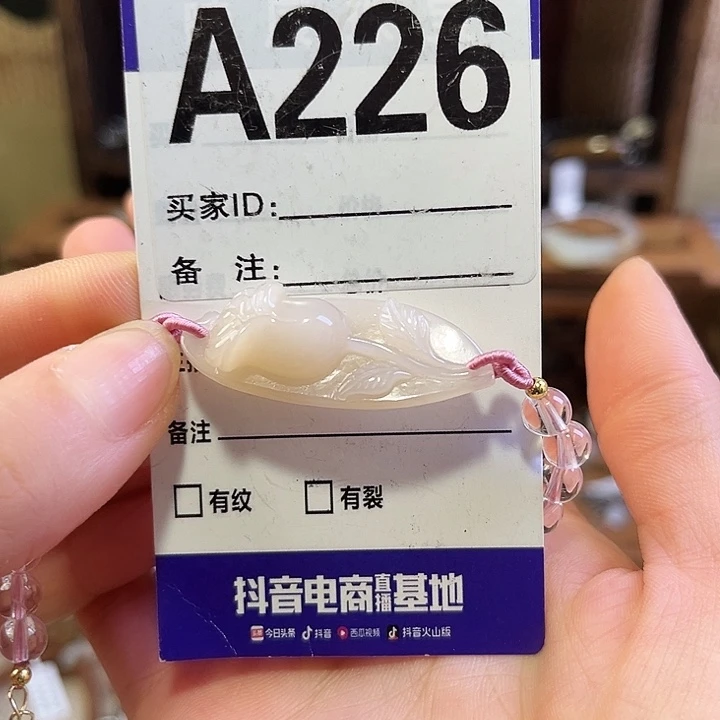 A226
买家ID:
备 注:
备注
有纹 有裂
抖音电商直播基地
今日头条 抖音 西瓜视频 抖音火山版